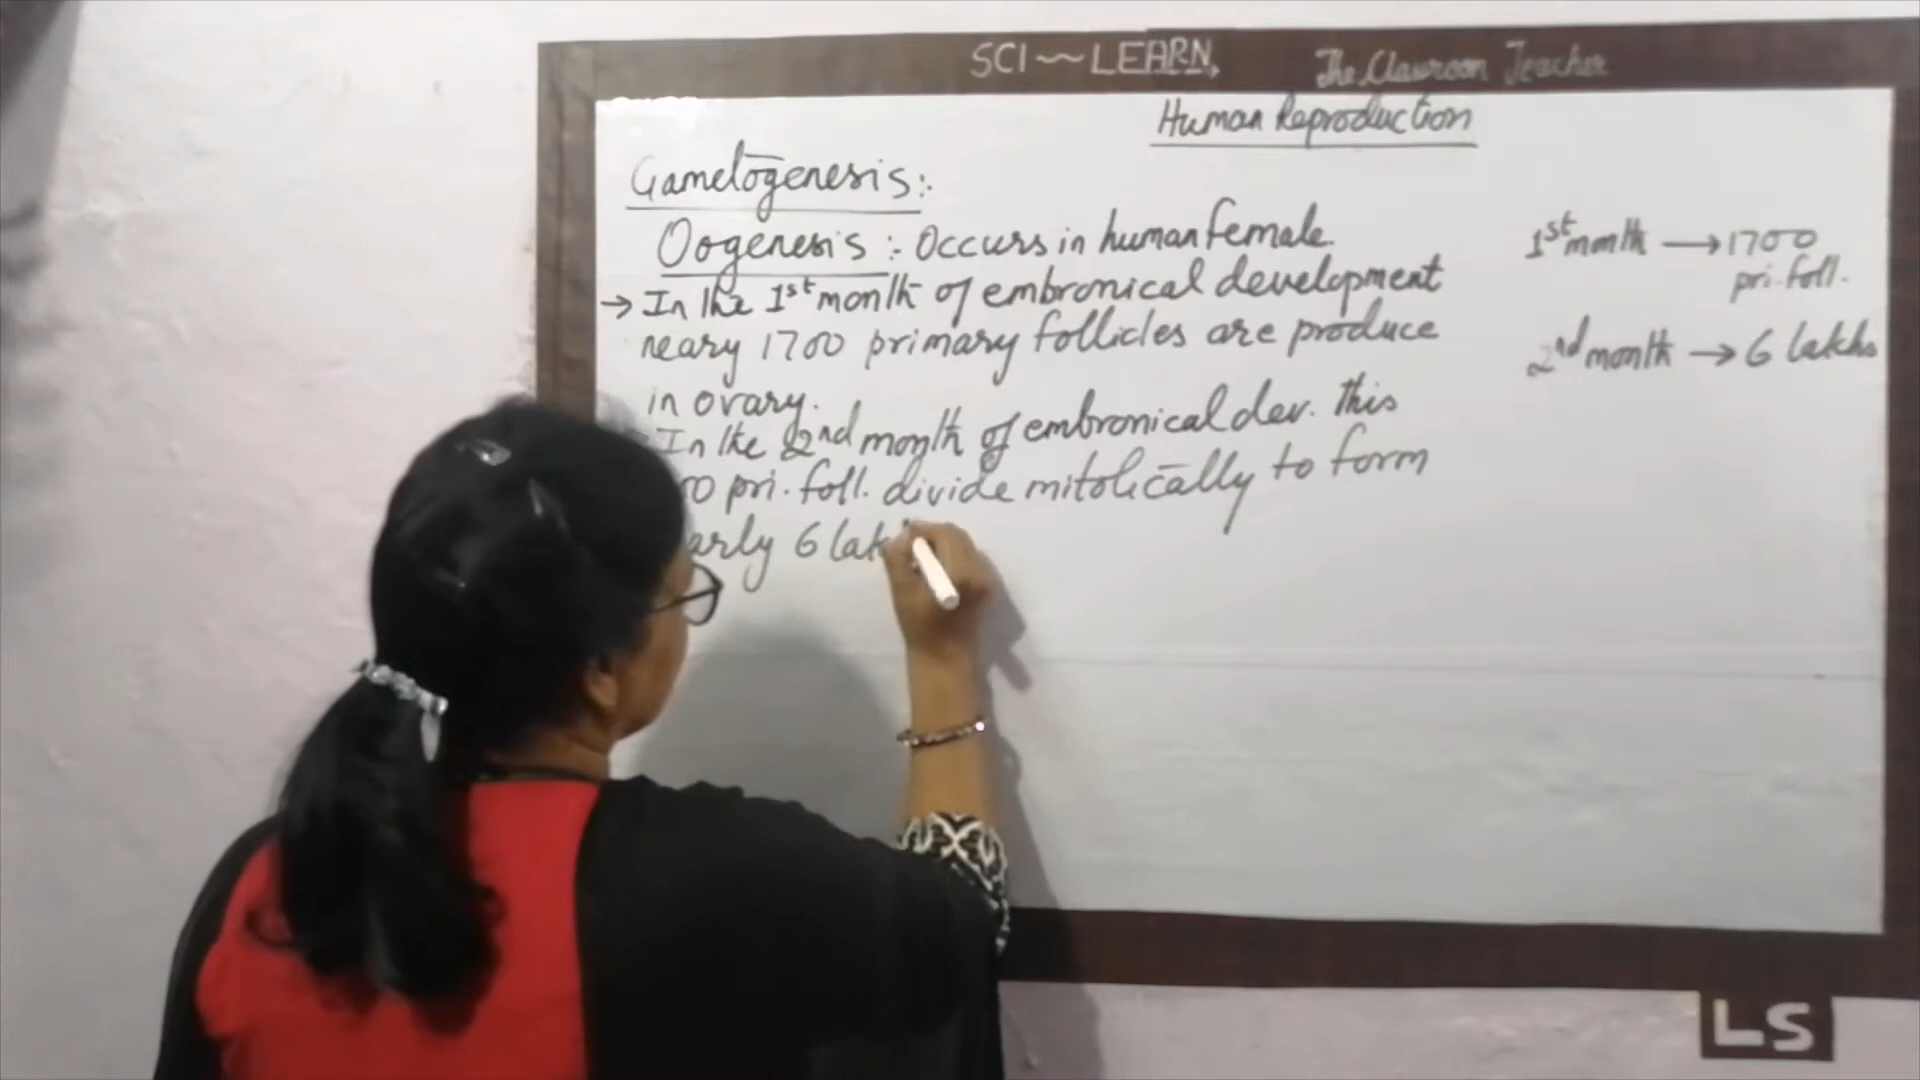 SCI~LEARN,
The Classroon Teacher
Human Reproduction
Gametogenesis:-
Oogenesis:- Occurs in human female.
→ In the 1st month of embronical development
neary 1700 primary follicles are produce
in ovary.
In the 2nd month of embronical dev. this
00 pri. foll. divide mitotically to form
arly 6 lak
1st month → 1700
pri. foll.
2nd month → 6 lakhs
LS